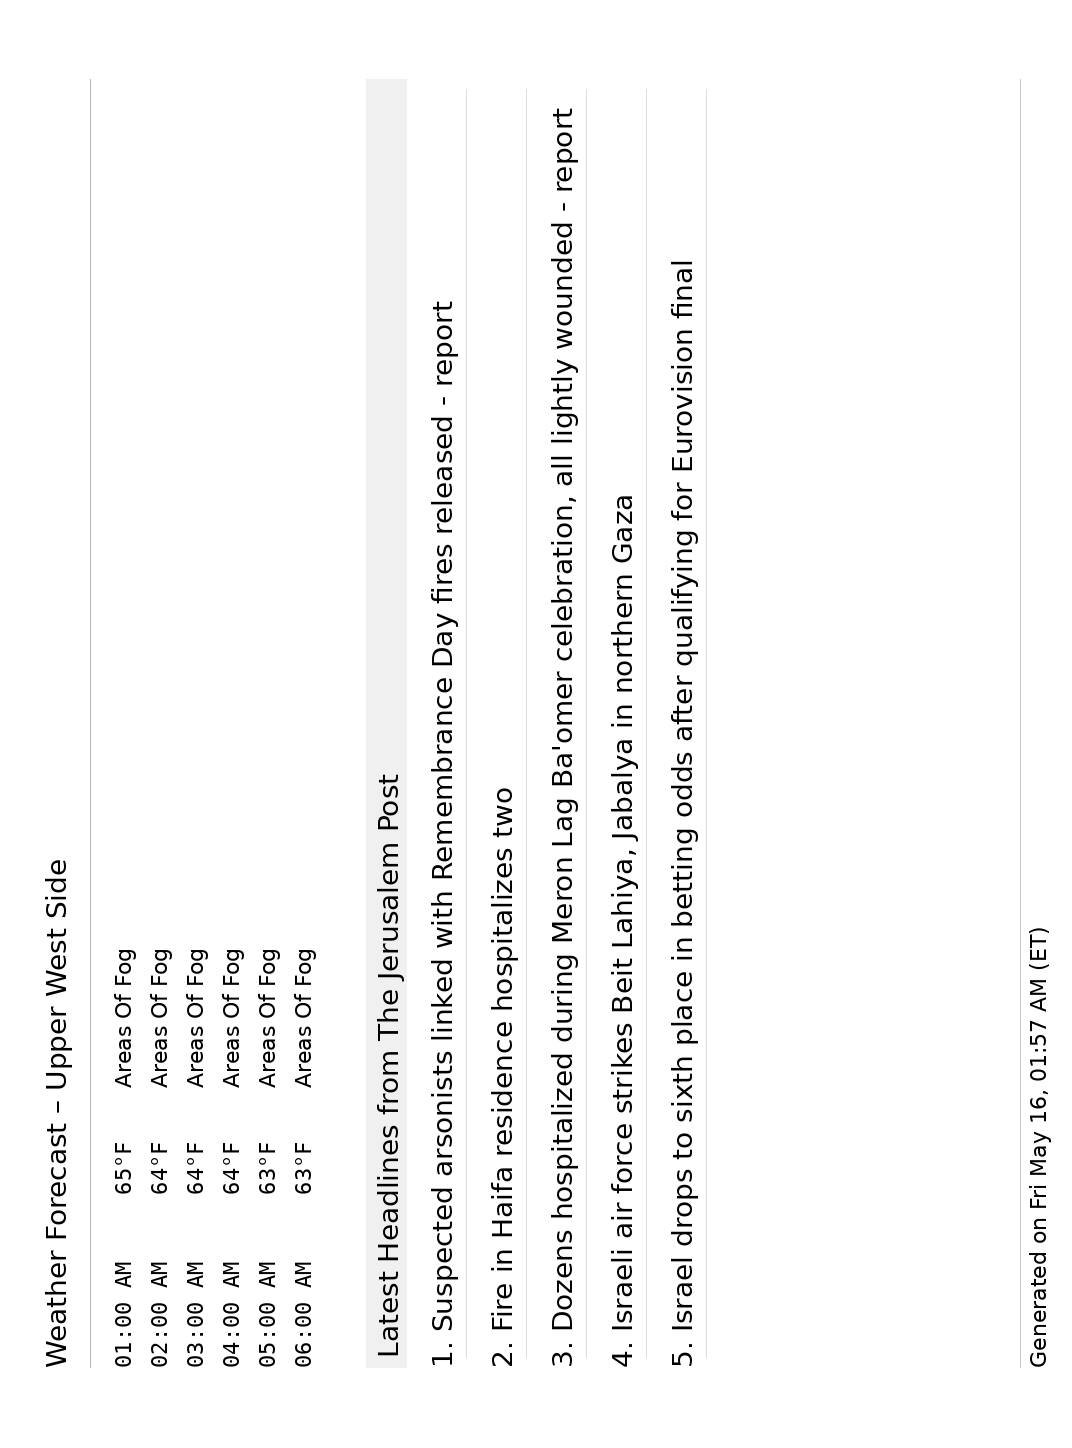 Weather Forecast – Upper West Side
01:00 AM 65°F Areas Of Fog
02:00 AM 64°F Areas Of Fog
03:00 AM 64°F Areas Of Fog
04:00 AM 64°F Areas Of Fog
05:00 AM 63°F Areas Of Fog
06:00 AM 63°F Areas Of Fog
Latest Headlines from The Jerusalem Post
1. Suspected arsonists linked with Remembrance Day fires released - report
2. Fire in Haifa residence hospitalizes two
3. Dozens hospitalized during Meron Lag Ba'omer celebration, all lightly wounded - report
4. Israeli air force strikes Beit Lahiya, Jabalya in northern Gaza
5. Israel drops to sixth place in betting odds after qualifying for Eurovision final
Generated on Fri May 16, 01:57 AM (ET)